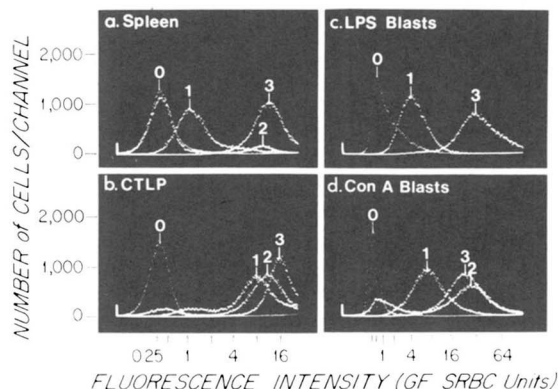 a. Spleen
0
1
3
2
c. LPS Blasts
0
1
3
b. CTLP
0
1 2 3
d. Con A Blasts
0
1
3
2
2,000
1,000
0
2,000
1,000
0
NUMBER of CELLS/CHANNEL
0.25 1 4 16
1 4 16 64
FLUORESCENCE INTENSITY (GF SRBC Units)